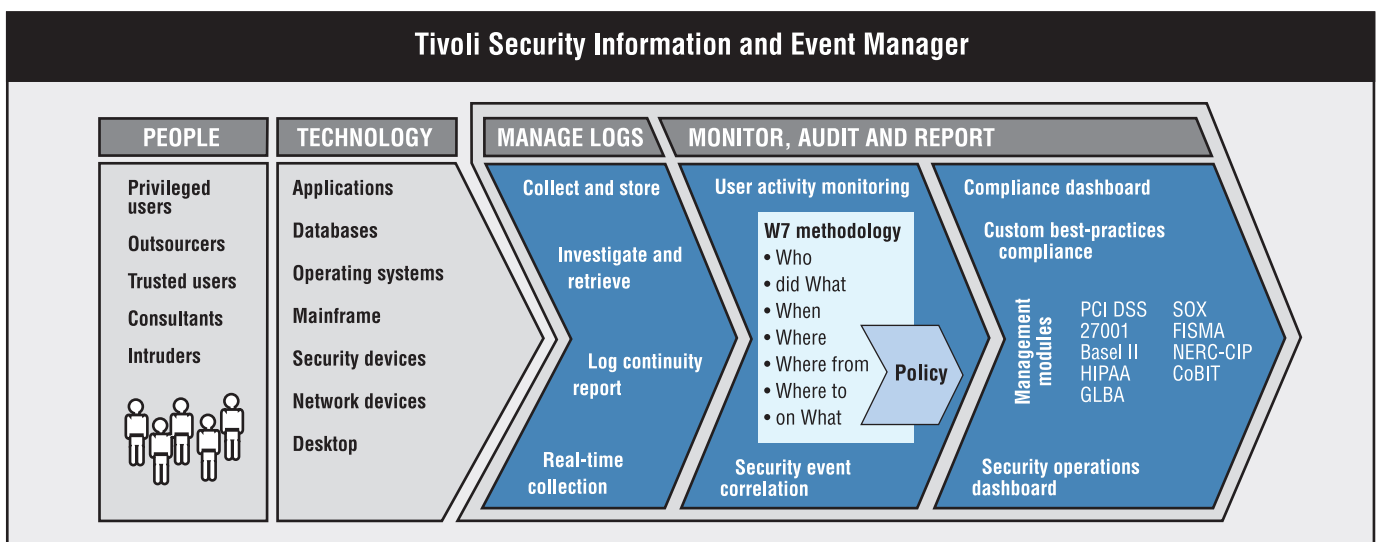 Tivoli Security Information and Event Manager
PEOPLE
Privileged
users
Outsourcers
Trusted users
Consultants
Intruders
TECHNOLOGY
Applications
Databases
Operating systems
Mainframe
Security devices
Network devices
Desktop
MANAGE LOGS
Collect and store
Investigate and
retrieve
Log continuity
report
Real-time
collection
MONITOR, AUDIT AND REPORT
User activity monitoring
W7 methodology
• Who
• did What
• When
• Where
• Where from
• Where to
• on What
Policy
Security event
correlation
Compliance dashboard
Custom best-practices
compliance
Management
modules
PCI DSS
27001
Basel II
HIPAA
GLBA
SOX
FISMA
NERC-CIP
CoBIT
Security operations
dashboard